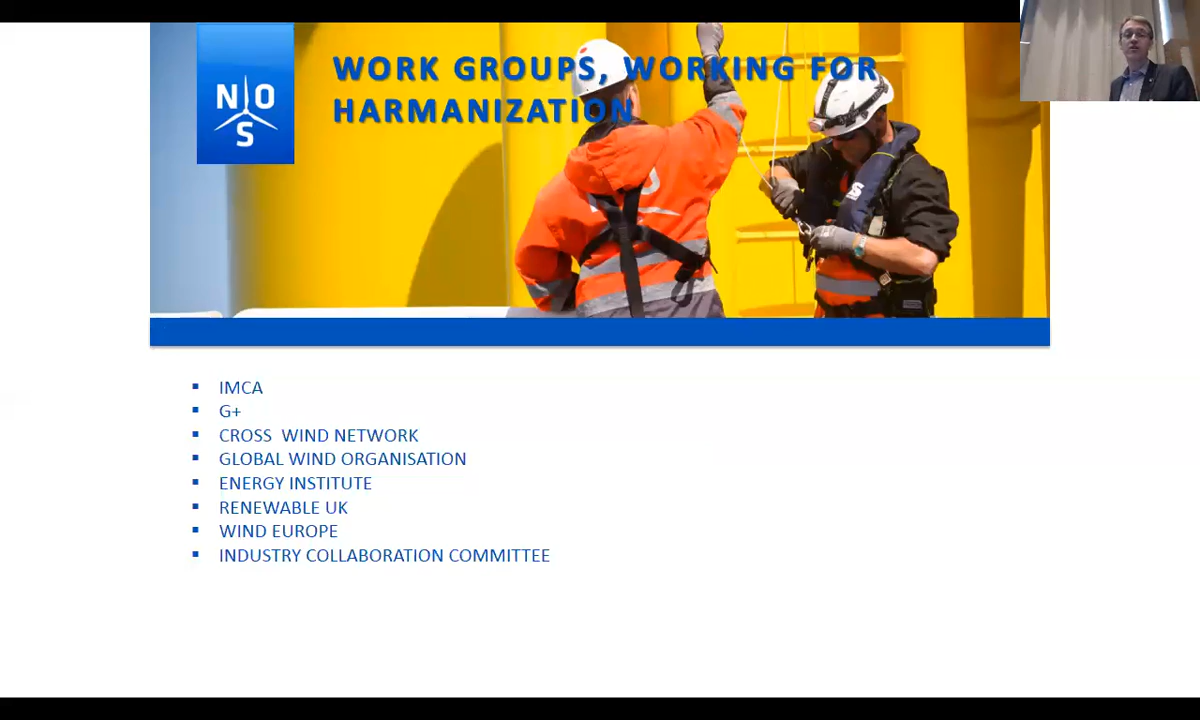 NOS
WORK GROUPS, WORKING FOR
HARMANIZATION
IMCA
G+
CROSS  WIND NETWORK
GLOBAL WIND ORGANISATION
ENERGY INSTITUTE
RENEWABLE UK
WIND EUROPE
INDUSTRY COLLABORATION COMMITTEE